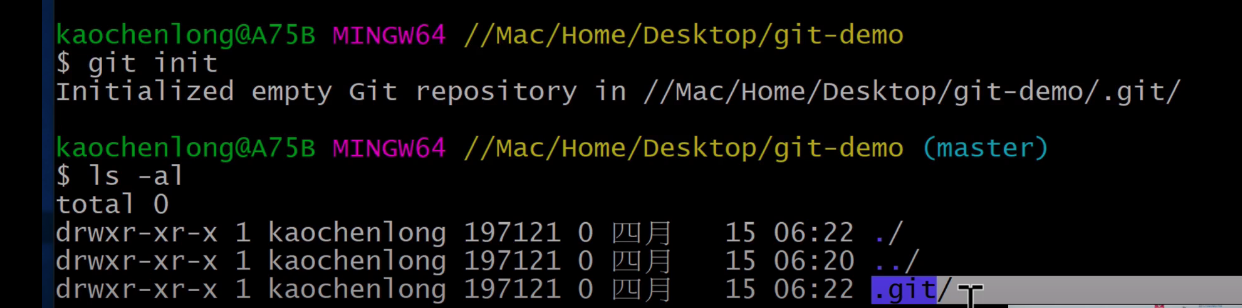 kaochenlong@A75B MINGW64 //Mac/Home/Desktop/git-demo
$ git init
Initialized empty Git repository in //Mac/Home/Desktop/git-demo/.git/
kaochenlong@A75B MINGW64 //Mac/Home/Desktop/git-demo (master)
$ ls -al
total 0
drwxr-xr-x 1 kaochenlong 197121 0 四月 15 06:22 ./
drwxr-xr-x 1 kaochenlong 197121 0 四月 15 06:20 ../
drwxr-xr-x 1 kaochenlong 197121 0 四月 15 06:22 .git/